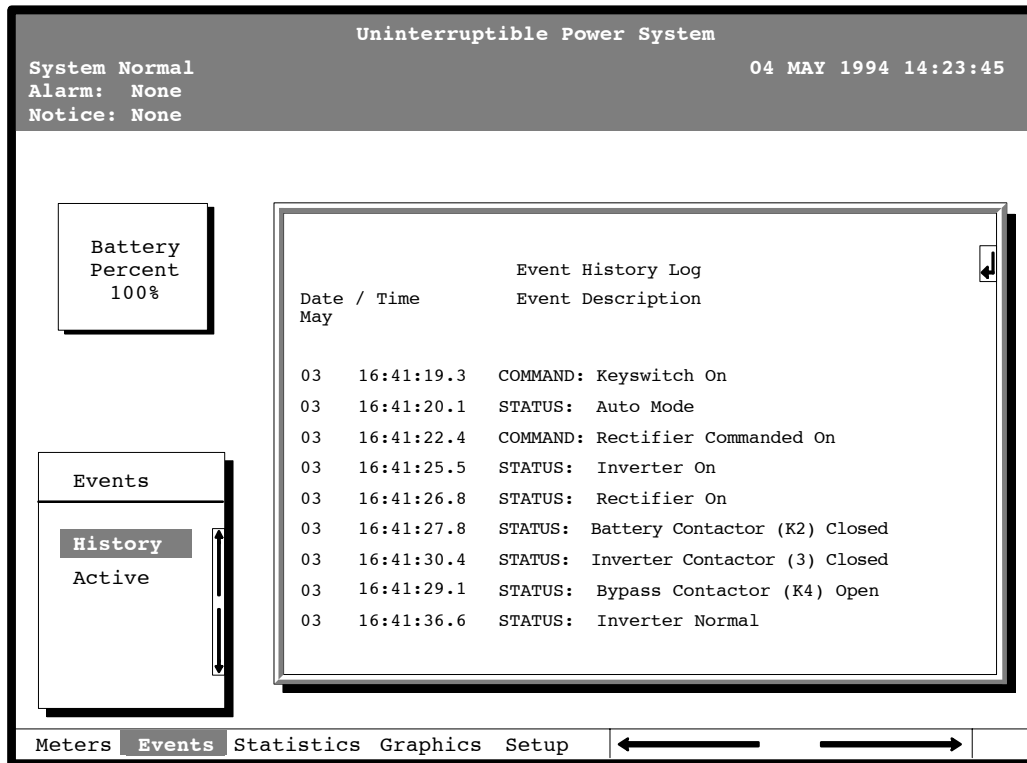 Uninterruptible Power System
System Normal 04 MAY 1994 14:23:45
Alarm: None
Notice: None
Battery
Percent
100%
Event History Log
Date / Time Event Description
May
03 16:41:19.3 COMMAND: Keyswitch On
03 16:41:20.1 STATUS: Auto Mode
03 16:41:22.4 COMMAND: Rectifier Commanded On
03 16:41:25.5 STATUS: Inverter On
03 16:41:26.8 STATUS: Rectifier On
03 16:41:27.8 STATUS: Battery Contactor (K2) Closed
03 16:41:30.4 STATUS: Inverter Contactor (3) Closed
03 16:41:29.1 STATUS: Bypass Contactor (K4) Open
03 16:41:36.6 STATUS: Inverter Normal
Events
History
Active
Meters Events Statistics Graphics Setup